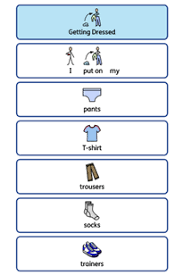 Getting Dressed
I put on my
pants
T-shirt
trousers
socks
trainers